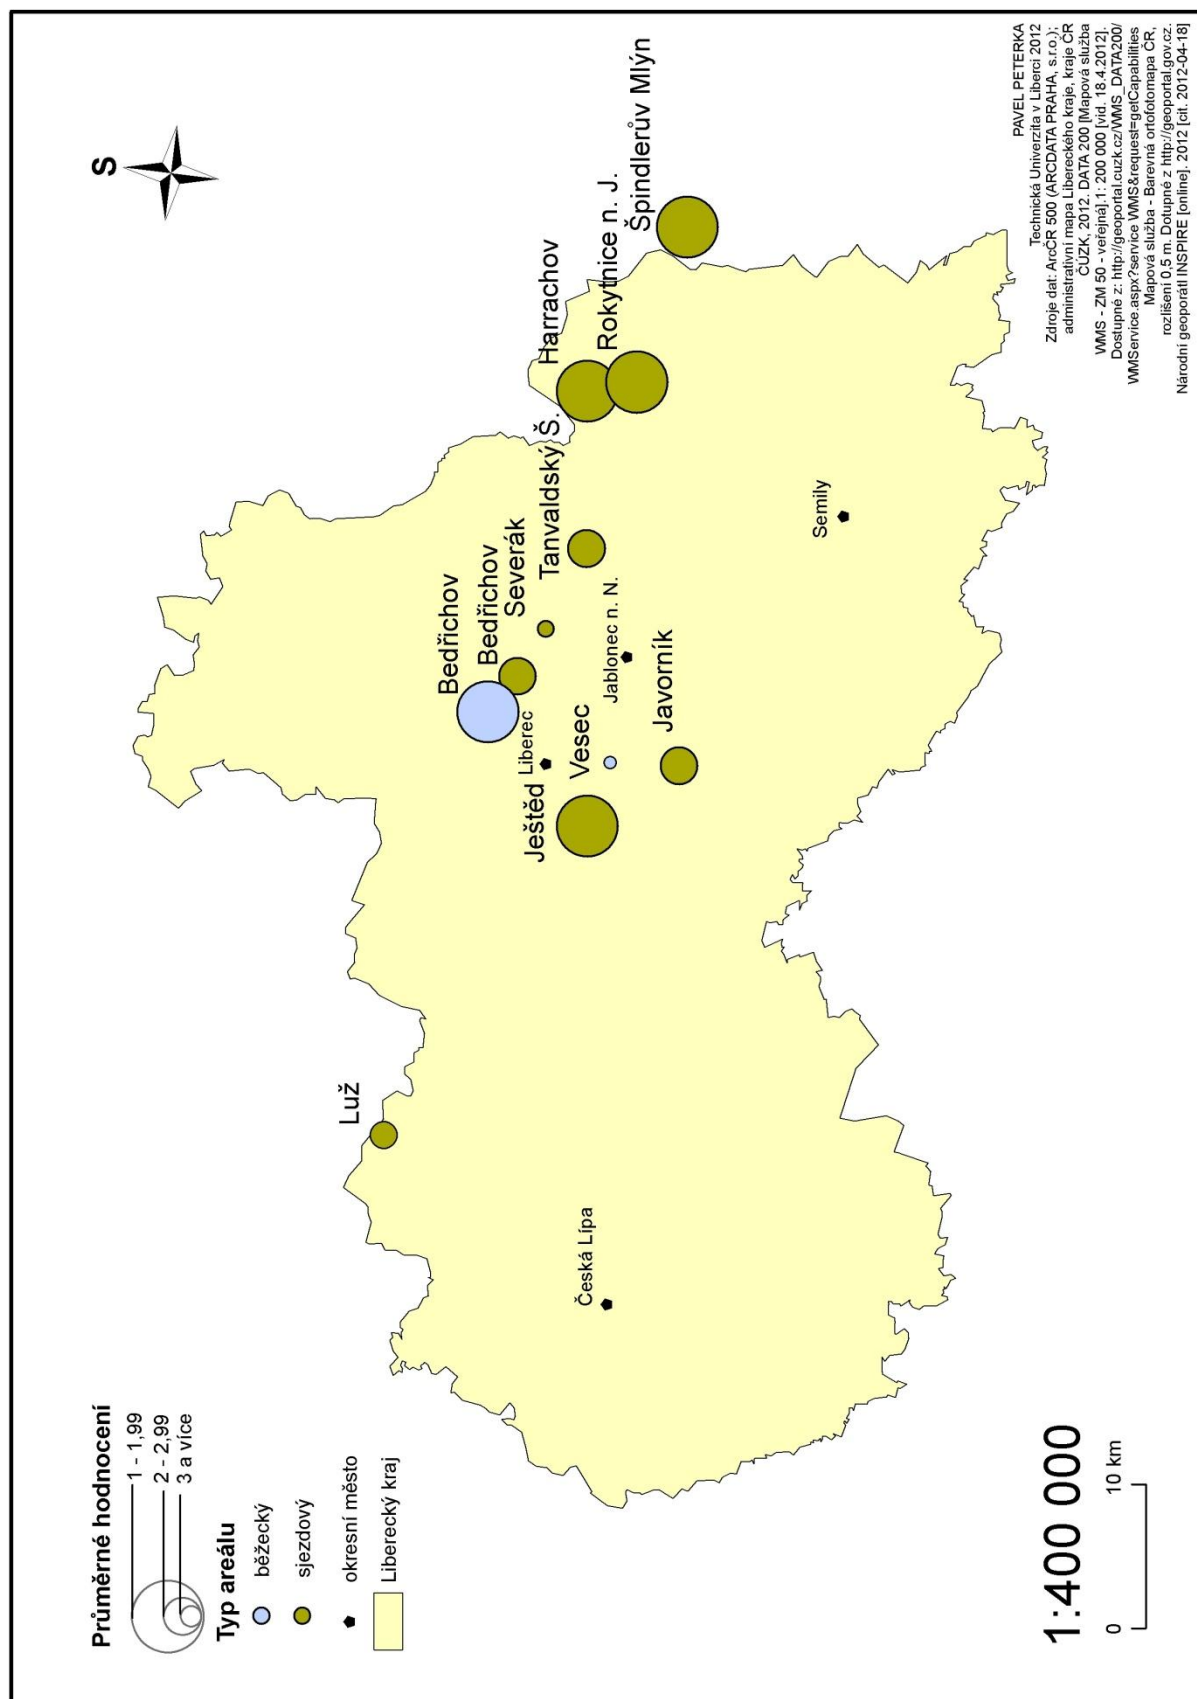 Průměrné hodnocení
1 - 1,99
2 - 2,99
3 a více
Typ areálu
běžecký
sjezdový
okresní město
Liberecký kraj
S
Luž
Česká Lípa
Bedřichov
Bedřichov
Severák
Liberec
Ještěd
Vesec
Tanvaldský Š.
Harrachov
Rokytnice n. J.
Špindlerův Mlýn
Jablonec n. N.
Javorník
Semily
1:400 000
0 10 km
PAVEL PETERKA
Technická Univerzita v Liberci 2012
Zdroje dat: ArcČR 500 (ARCDATA PRAHA, s.r.o.);
administrativní mapa Libereckého kraje, kraje ČR
ČÚZK, 2012. DATA 200 [Mapová služba
WMS - ZM 50 - veřejná].1: 200 000 [vid. 18.4.2012].
Dostupné z: http://geoportal.cuzk.cz/WMS_DATA200/
WMService.aspx?service WMS&request=getCapabilities
Mapová služba - Barevná ortofotomapa ČR,
rozlišení 0,5 m. Dotupné z http://geoportal.gov.cz.
Národní geoporátl INSPIRE [online]. 2012 [cit. 2012-04-18]